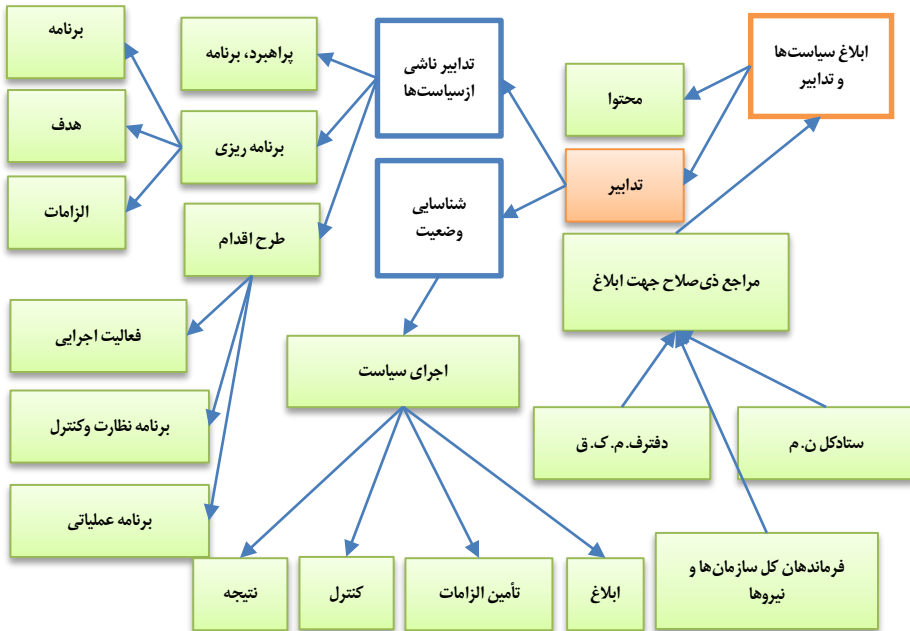 ابلاغ سیاست‌ها
و تدابیر
محتوا
تدابیر
تدابیر ناشی
ازسیاست‌ها
شناسایی
وضعیت
پراهبرد، برنامه
برنامه ریزی
طرح اقدام
برنامه
هدف
الزامات
فعالیت اجرایی
برنامه نظارت وکنترل
برنامه عملیاتی
مراجع ذی‌صلاح جهت ابلاغ
اجرای سیاست
ستادکل ن. م
دفترف. م. ک. ق
فرماندهان کل سازمان‌ها و
نیروها
ابلاغ
تأمین الزامات
کنترل
نتیجه